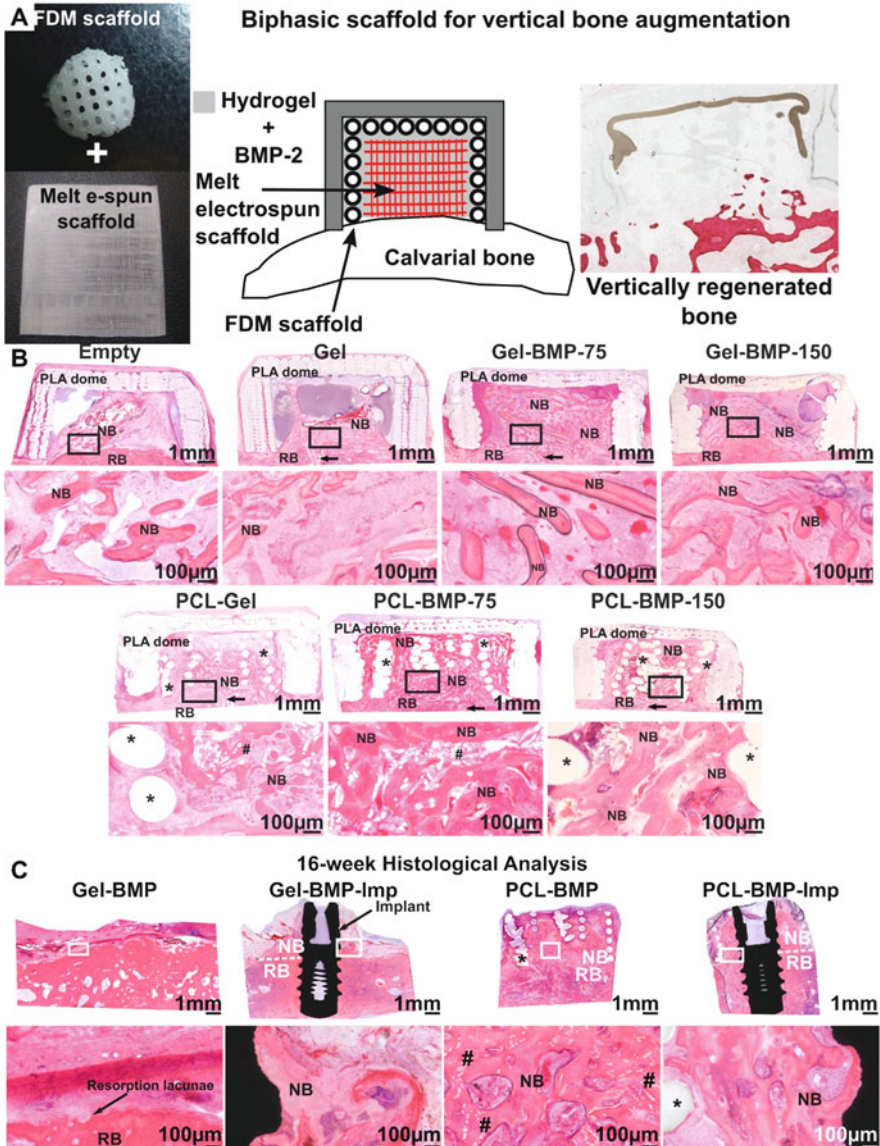 A
FDM scaffold
+
Melt e-spun
scaffold
Biphasic scaffold for vertical bone augmentation
Hydrogel
+
BMP-2
Melt
electrospun
scaffold
Calvarial bone
FDM scaffold
Vertically regenerated
bone
B
Empty Gel Gel-BMP-75 Gel-BMP-150
PLA dome PLA dome PLA dome PLA dome
NB NB NB NB
RB RB RB RB
1mm 1mm 1mm 1mm
NB NB NB NB
NB NB NB
NB
100µm 100µm 100µm 100µm
PCL-Gel PCL-BMP-75 PCL-BMP-150
PLA dome PLA dome PLA dome
* * NB * NB
* NB * NB * NB
RB RB RB
1mm 1mm 1mm
* # NB NB NB
* NB # * *
NB NB
100µm 100µm 100µm
C
16-week Histological Analysis
Gel-BMP Gel-BMP-Imp PCL-BMP PCL-BMP-Imp
Implant
NB NB NB
RB * RB RB
1mm 1mm 1mm 1mm
Resorption lacunae NB # NB # * NB
RB #
100µm 100µm 100µm 100µm